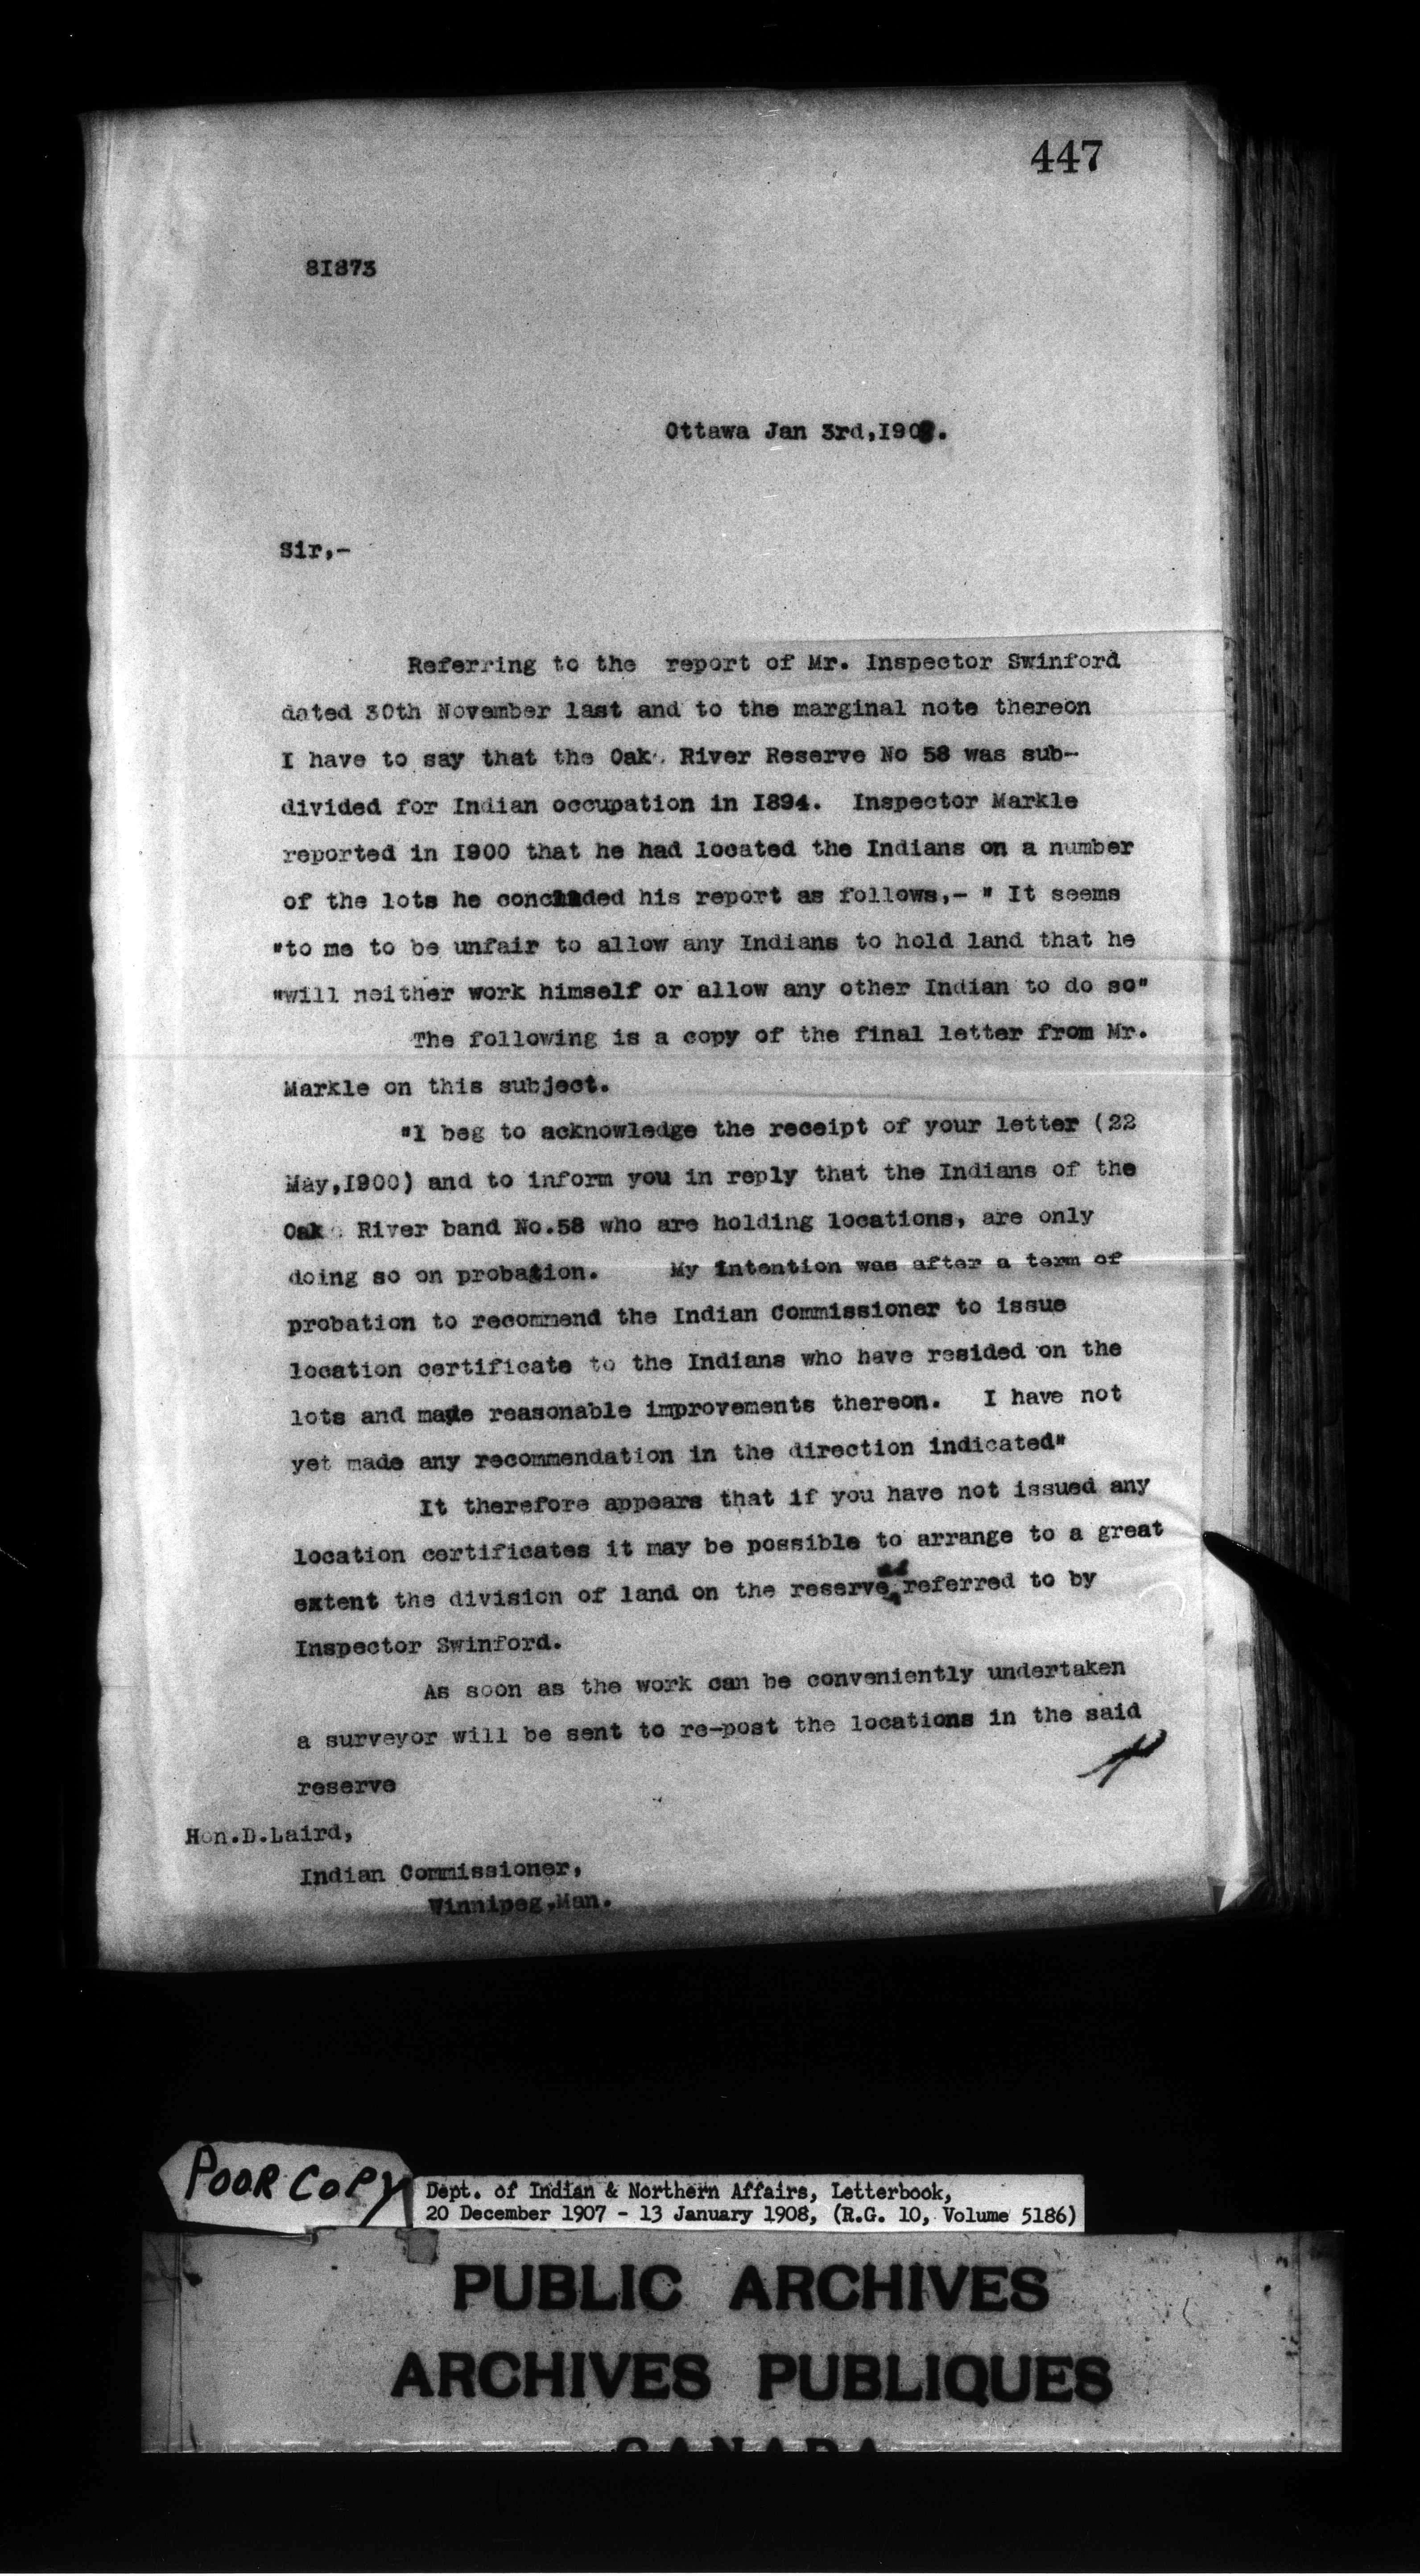 447
81873
Ottawa Jan 3rd,1908.
Sir,-
Referring to the report of Mr. Inspector Swinford
dated 30th November last and to the marginal note thereon
I have to say that the Oak River Reserve No 58 was sub-
divided for Indian occupation in 1894. Inspector Markle
reported in 1900 that he had located the Indians on a number
of the lots he concluded his report as follows,- " It seems
"to me to be unfair to allow any Indians to hold land that he
"will neither work himself or allow any other Indian to do so"
The following is a copy of the final letter from Mr.
Markle on this subject.
"I beg to acknowledge the receipt of your letter (22
May,1900) and to inform you in reply that the Indians of the
Oak River band No.58 who are holding locations, are only
doing so on probation. My intention was after a term of
probation to recommend the Indian Commissioner to issue
location certificate to the Indians who have resided on the
lots and made reasonable improvements thereon. I have not
yet made any recommendation in the direction indicated"
It therefore appears that if you have not issued any
location certificates it may be possible to arrange to a great
extent the division of land on the reserve as referred to by
Inspector Swinford.
As soon as the work can be conveniently undertaken
a surveyor will be sent to re-post the locations in the said
reserve
Hon.D.Laird,
Indian Commissioner,
Winnipeg,Man.
POOR COPY
Dept. of Indian & Northern Affairs, Letterbook,
20 December 1907 - 13 January 1908, (R.G. 10, Volume 5186)
PUBLIC ARCHIVES
ARCHIVES PUBLIQUES
CANADA